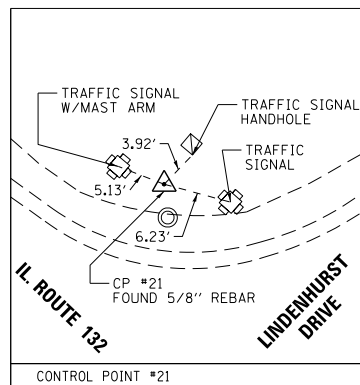 TRAFFIC SIGNAL
W/MAST ARM
TRAFFIC SIGNAL
HANDHOLE
3.92'
TRAFFIC
SIGNAL
5.13'
6.23'
CP #21
FOUND 5/8'' REBAR
IL. ROUTE 132
LINDENHURST
DRIVE
CONTROL POINT #21